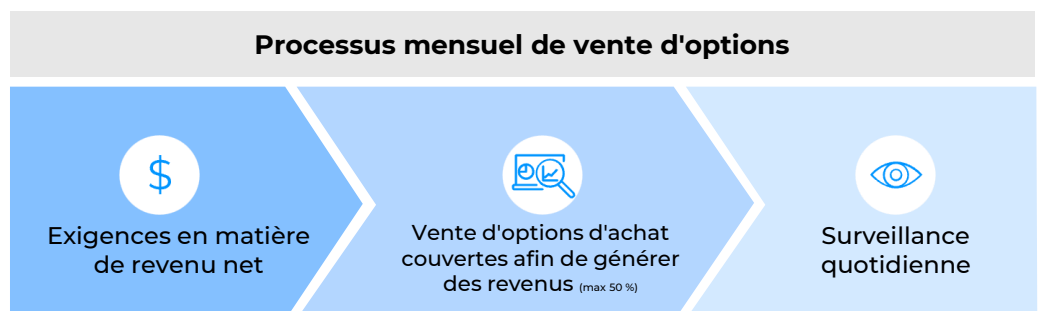 Processus mensuel de vente d'options
$
Exigences en matière
de revenu net
Vente d'options d'achat
couvertes afin de générer
des revenus (max 50 %)
Surveillance
quotidienne